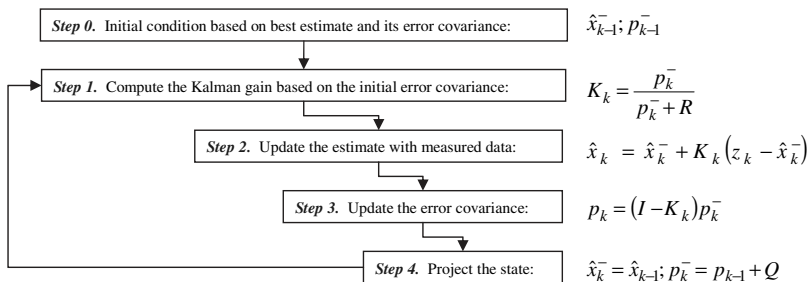 Step 0. Initial condition based on best estimate and its error covariance: x̂⁻ₖ₋₁; p⁻ₖ₋₁
Step 1. Compute the Kalman gain based on the initial error covariance: Kₖ = p⁻ₖ / (p⁻ₖ + R)
Step 2. Update the estimate with measured data: x̂ₖ = x̂⁻ₖ + Kₖ(zₖ − x̂⁻ₖ)
Step 3. Update the error covariance: pₖ = (I − Kₖ)p⁻ₖ
Step 4. Project the state: x̂⁻ₖ = x̂ₖ₋₁; p⁻ₖ = pₖ₋₁ + Q